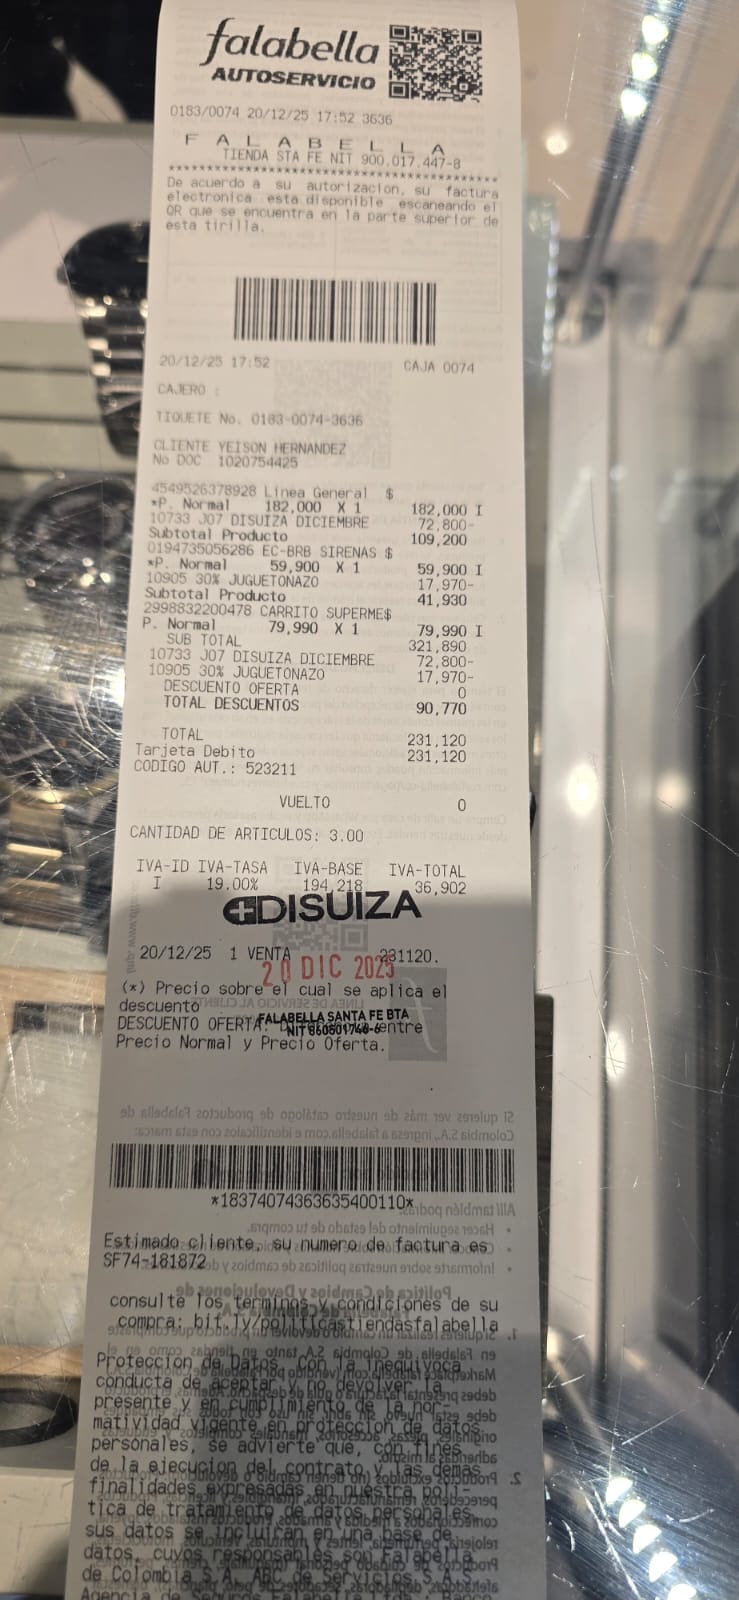 falabella
AUTOSERVICIO
0183/0074 20/12/25 17:52 3636
F A L A B E L L A
TIENDA STA FE NIT 900.017.447-8
******************************************
De acuerdo a su autorizacion, su factura
electronica esta disponible escaneando el
QR que se encuentra en la parte superior de
esta tirilla.
20/12/25 17:52 CAJA 0074
CAJERO :
TIQUETE No. 0183-0074-3636
CLIENTE YEISON HERNANDEZ
No DOC 1020754425
4549526378928 Linea General $
*P. Normal 182,000 X 1 182,000 I
10733 J07 DISUIZA DICIEMBRE 72,800-
Subtotal Producto 109,200
0194735056286 EC-BRB SIRENAS $
*P. Normal 59,900 X 1 59,900 I
10905 30% JUGUETONAZO 17,970-
Subtotal Producto 41,930
2998832200478 CARRITO SUPERME$
P. Normal 79,990 X 1 79,990 I
SUB TOTAL 321,890
10733 J07 DISUIZA DICIEMBRE 72,800-
10905 30% JUGUETONAZO 17,970-
DESCUENTO OFERTA 0
TOTAL DESCUENTOS 90,770
TOTAL 231,120
Tarjeta Debito 231,120
CODIGO AUT.: 523211
VUELTO 0
CANTIDAD DE ARTICULOS: 3.00
IVA-ID IVA-TASA IVA-BASE IVA-TOTAL
I 19.00% 194,218 36,902
DISUIZA
20/12/25 1 VENTA 231120.
20 DIC 2025
(*) Precio sobre el cual se aplica el
descuento
FALABELLA SANTA FE BTA
DESCUENTO OFERTA: entre
NIT 860801748-6
Precio Normal y Precio Oferta.
*18374074363635400110*
Estimado cliente, su numero de factura es
SF74-181872
consulte los terminos y condiciones de su
compra: bit.ly/politicastiendasfalabella
Proteccion de Datos. Con la inequivoca
conducta de aceptar y no devolver la
presente y en cumplimiento de la nor-
matividad vigente en proteccion de datos
personales, se advierte que, con fines
de la ejecucion del contrato y las demas
finalidades expresadas en nuestra poli-
tica de tratamiento de datos personales,
sus datos se incluiran en una base de
datos, cuyos responsables son Falabella
de Colombia S.A, ABC de Servicios S.A.S,
Agencia de Seguros Falabella Ltda., Banco